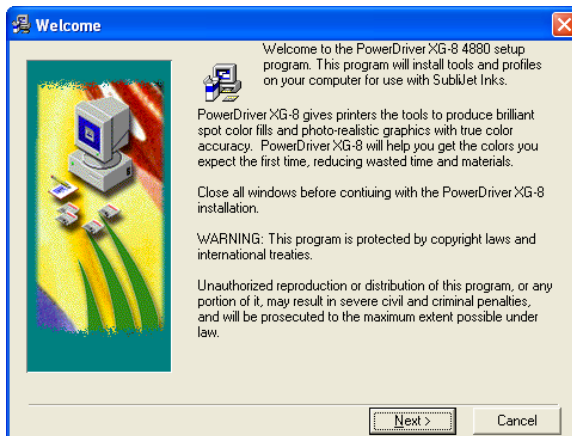 Welcome
Welcome to the PowerDriver XG-8 4880 setup
program. This program will install tools and profiles
on your computer for use with SubliJet Inks.
PowerDriver XG-8 gives printers the tools to produce brilliant
spot color fills and photo-realistic graphics with true color
accuracy. PowerDriver XG-8 will help you get the colors you
expect the first time, reducing wasted time and materials.
Close all windows before contiuing with the PowerDriver XG-8
installation.
WARNING: This program is protected by copyright laws and
international treaties.
Unauthorized reproduction or distribution of this program, or any
portion of it, may result in severe civil and criminal penalties,
and will be prosecuted to the maximum extent possible under
law.
Next >
Cancel